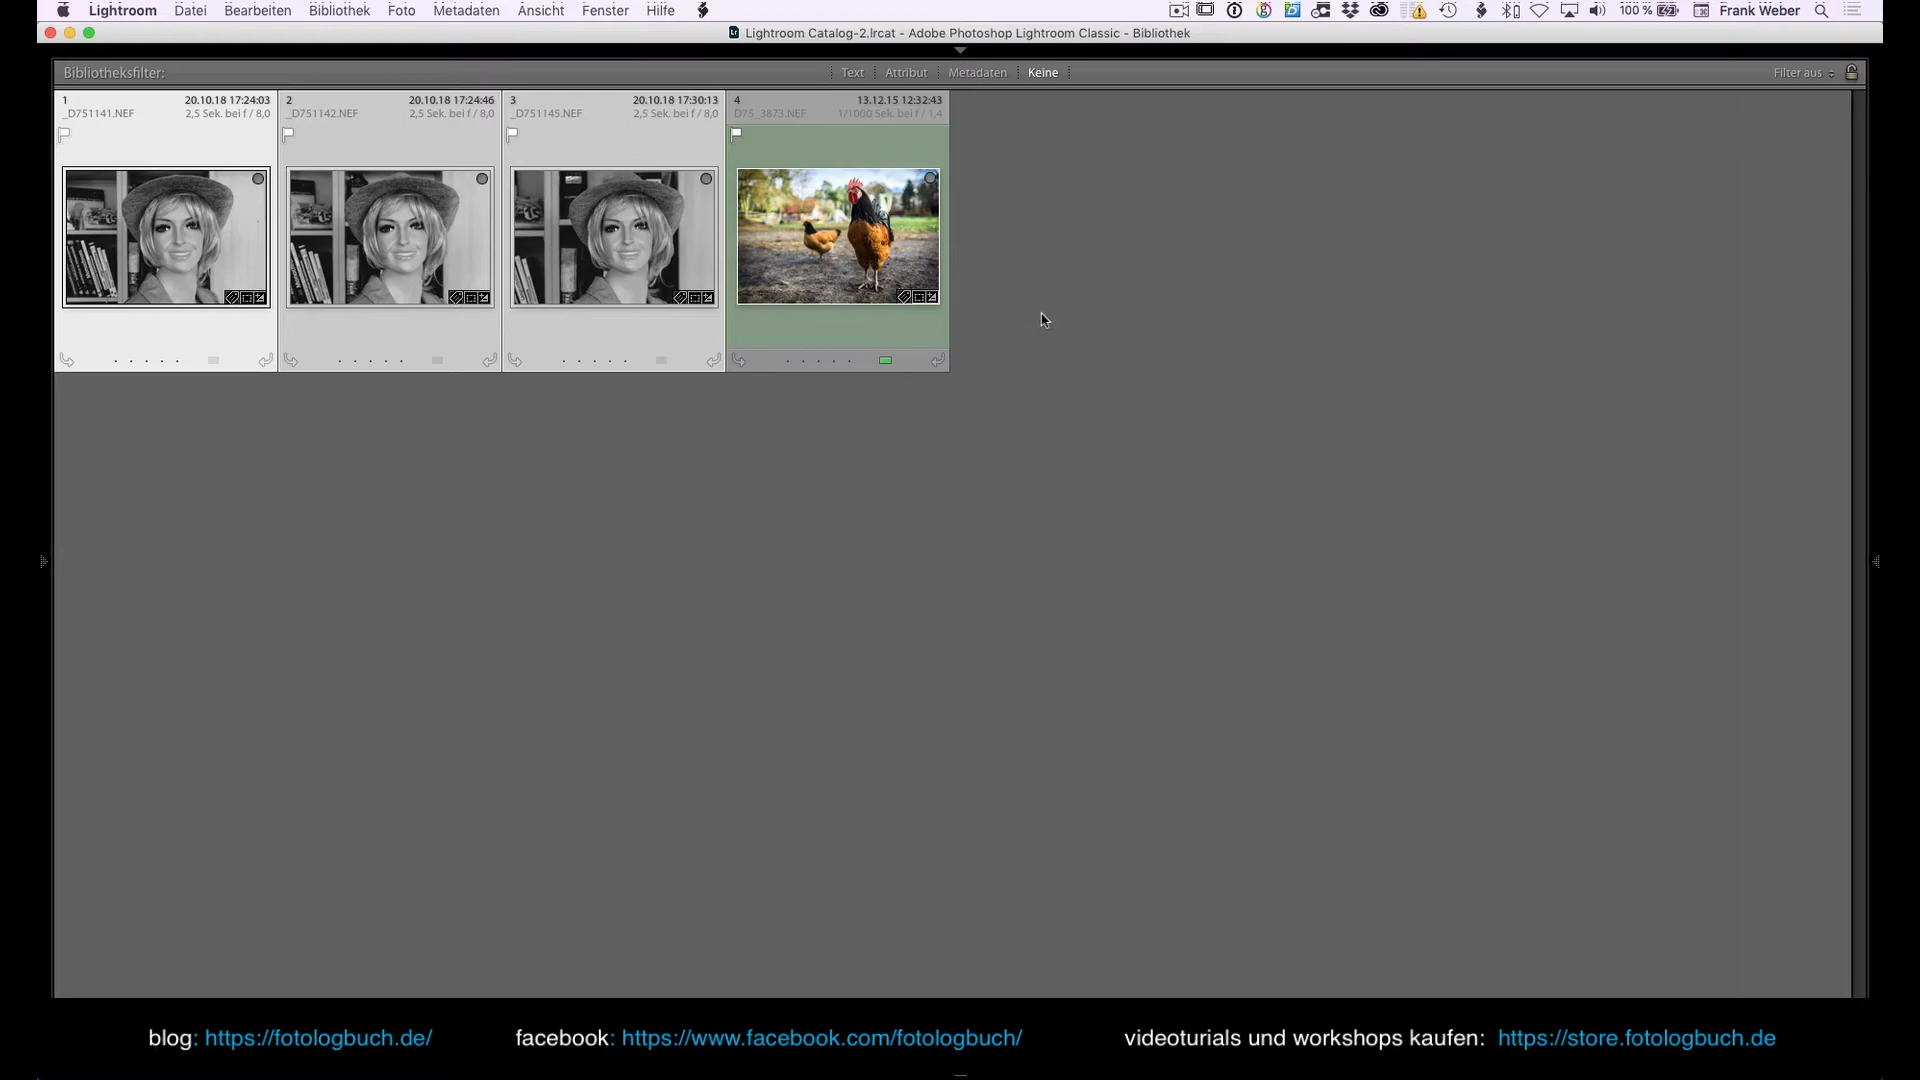 Lightroom Datei Bearbeiten Bibliothek Foto Metadaten Ansicht Fenster Hilfe 100 % Frank Weber
Lightroom Catalog-2.lrcat - Adobe Photoshop Lightroom Classic - Bibliothek
Bibliotheksfilter: Text Attribut Metadaten Keine Filter aus
1 20.10.18 17:24:03 2 20.10.18 17:24:46 3 20.10.18 17:30:13 4 13.12.15 12:32:43
_D751141.NEF 2,5 Sek. bei f / 8,0 _D751142.NEF 2,5 Sek. bei f / 8,0 _D751145.NEF 2,5 Sek. bei f / 8,0 D75_3873.NEF 1/1000 Sek. bei f / 1,4
blog: https://fotologbuch.de/ facebook: https://www.facebook.com/fotologbuch/ videoturials und workshops kaufen: https://store.fotologbuch.de